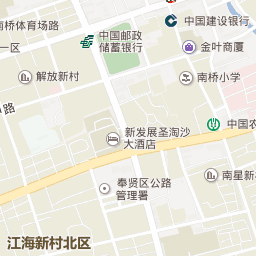 南桥体育场路
中国建设银行
中国邮政
储蓄银行
一区
金叶商厦
解放新村
南桥小学
路
中国农
新发展圣淘沙
大酒店
南星新
奉贤区公路
管理署
江海新村北区